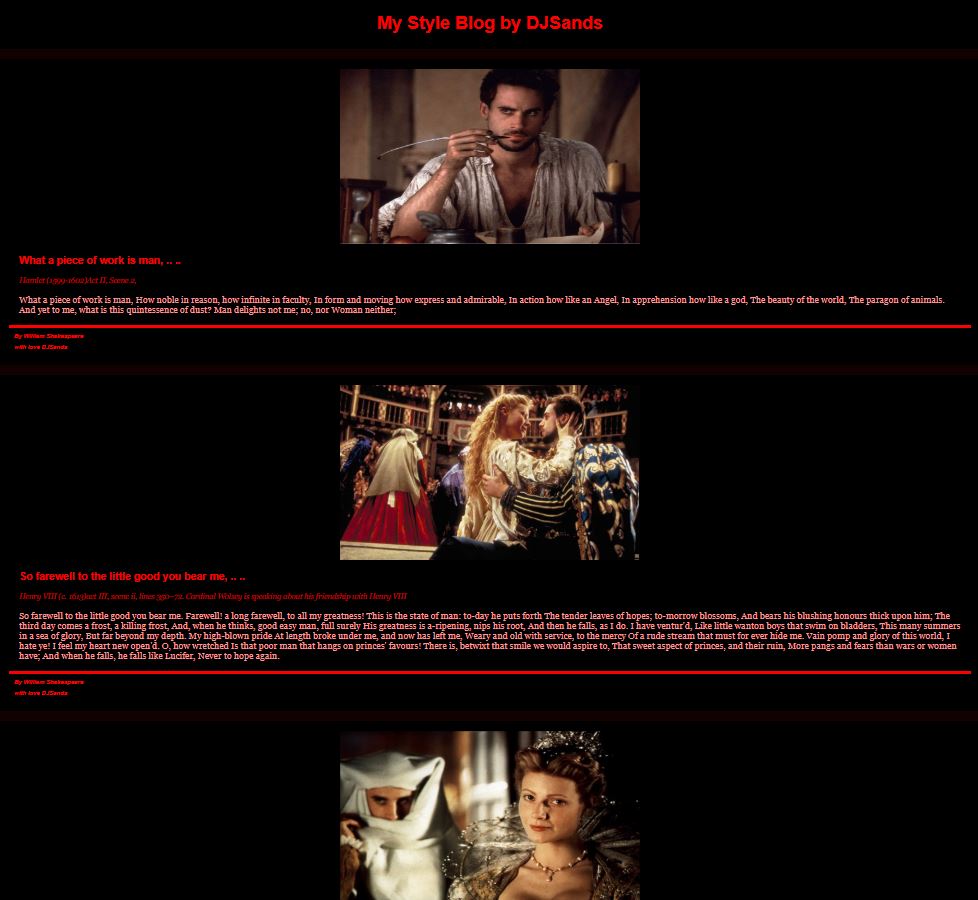 My Style Blog by DJSands
What a piece of work is man, .. ..
Hamlet (1599-1602)Act II, Scene 2,
What a piece of work is man, How noble in reason, how infinite in faculty, In form and moving how express and admirable, In action how like an Angel, In apprehension how like a god, The beauty of the world, The paragon of animals.
And yet to me, what is this quintessence of dust? Man delights not me; no, nor Woman neither;
By William Shakespaere
with love DJSands
So farewell to the little good you bear me, .. ..
Henry VIII (c. 1613)act III, scene ii, lines 350–72. Cardinal Wolsey is speaking about his friendship with Henry VIII
So farewell to the little good you bear me. Farewell! a long farewell, to all my greatness! This is the state of man: to-day he puts forth The tender leaves of hopes; to-morrow blossoms, And bears his blushing honours thick upon him; The
third day comes a frost, a killing frost, And, when he thinks, good easy man, full surely His greatness is a-ripening, nips his root, And then he falls, as I do. I have ventur'd, Like little wanton boys that swim on bladders, This many summers
in a sea of glory, But far beyond my depth. My high-blown pride At length broke under me, and now has left me, Weary and old with service, to the mercy Of a rude stream that must for ever hide me. Vain pomp and glory of this world, I
hate ye! I feel my heart new open'd. O, how wretched Is that poor man that hangs on princes' favours! There is, betwixt that smile we would aspire to, That sweet aspect of princes, and their ruin, More pangs and fears than wars or women
have; And when he falls, he falls like Lucifer, Never to hope again.
By William Shakespaere
with love DJSands